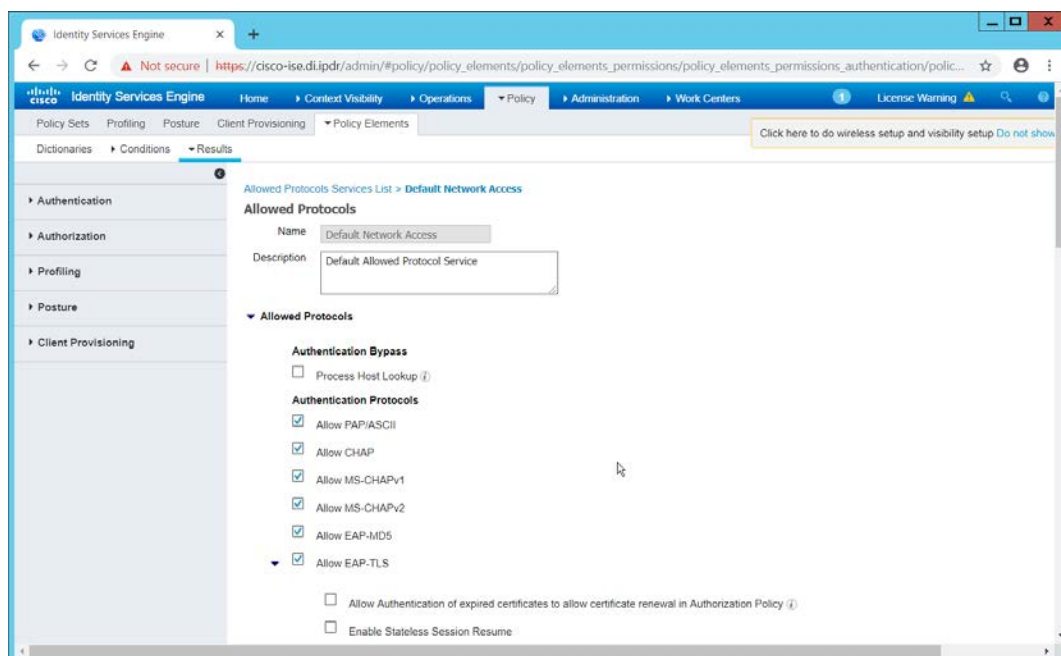 Identity Services Engine
Not secure | https://cisco-ise.di.ipdr/admin/#policy/policy_elements/policy_elements_permissions/policy_elements_permissions_authentication/polic...
CISCO Identity Services Engine Home Context Visibility Operations Policy Administration Work Centers 1 License Warning
Policy Sets Profiling Posture Client Provisioning Policy Elements
Click here to do wireless setup and visibility setup Do not show
Dictionaries Conditions Results
Authentication
Authorization
Profiling
Posture
Client Provisioning
Allowed Protocols Services List > Default Network Access
Allowed Protocols
Name Default Network Access
Description Default Allowed Protocol Service
Allowed Protocols
Authentication Bypass
Process Host Lookup
Authentication Protocols
Allow PAP/ASCII
Allow CHAP
Allow MS-CHAPv1
Allow MS-CHAPv2
Allow EAP-MD5
Allow EAP-TLS
Allow Authentication of expired certificates to allow certificate renewal in Authorization Policy
Enable Stateless Session Resume